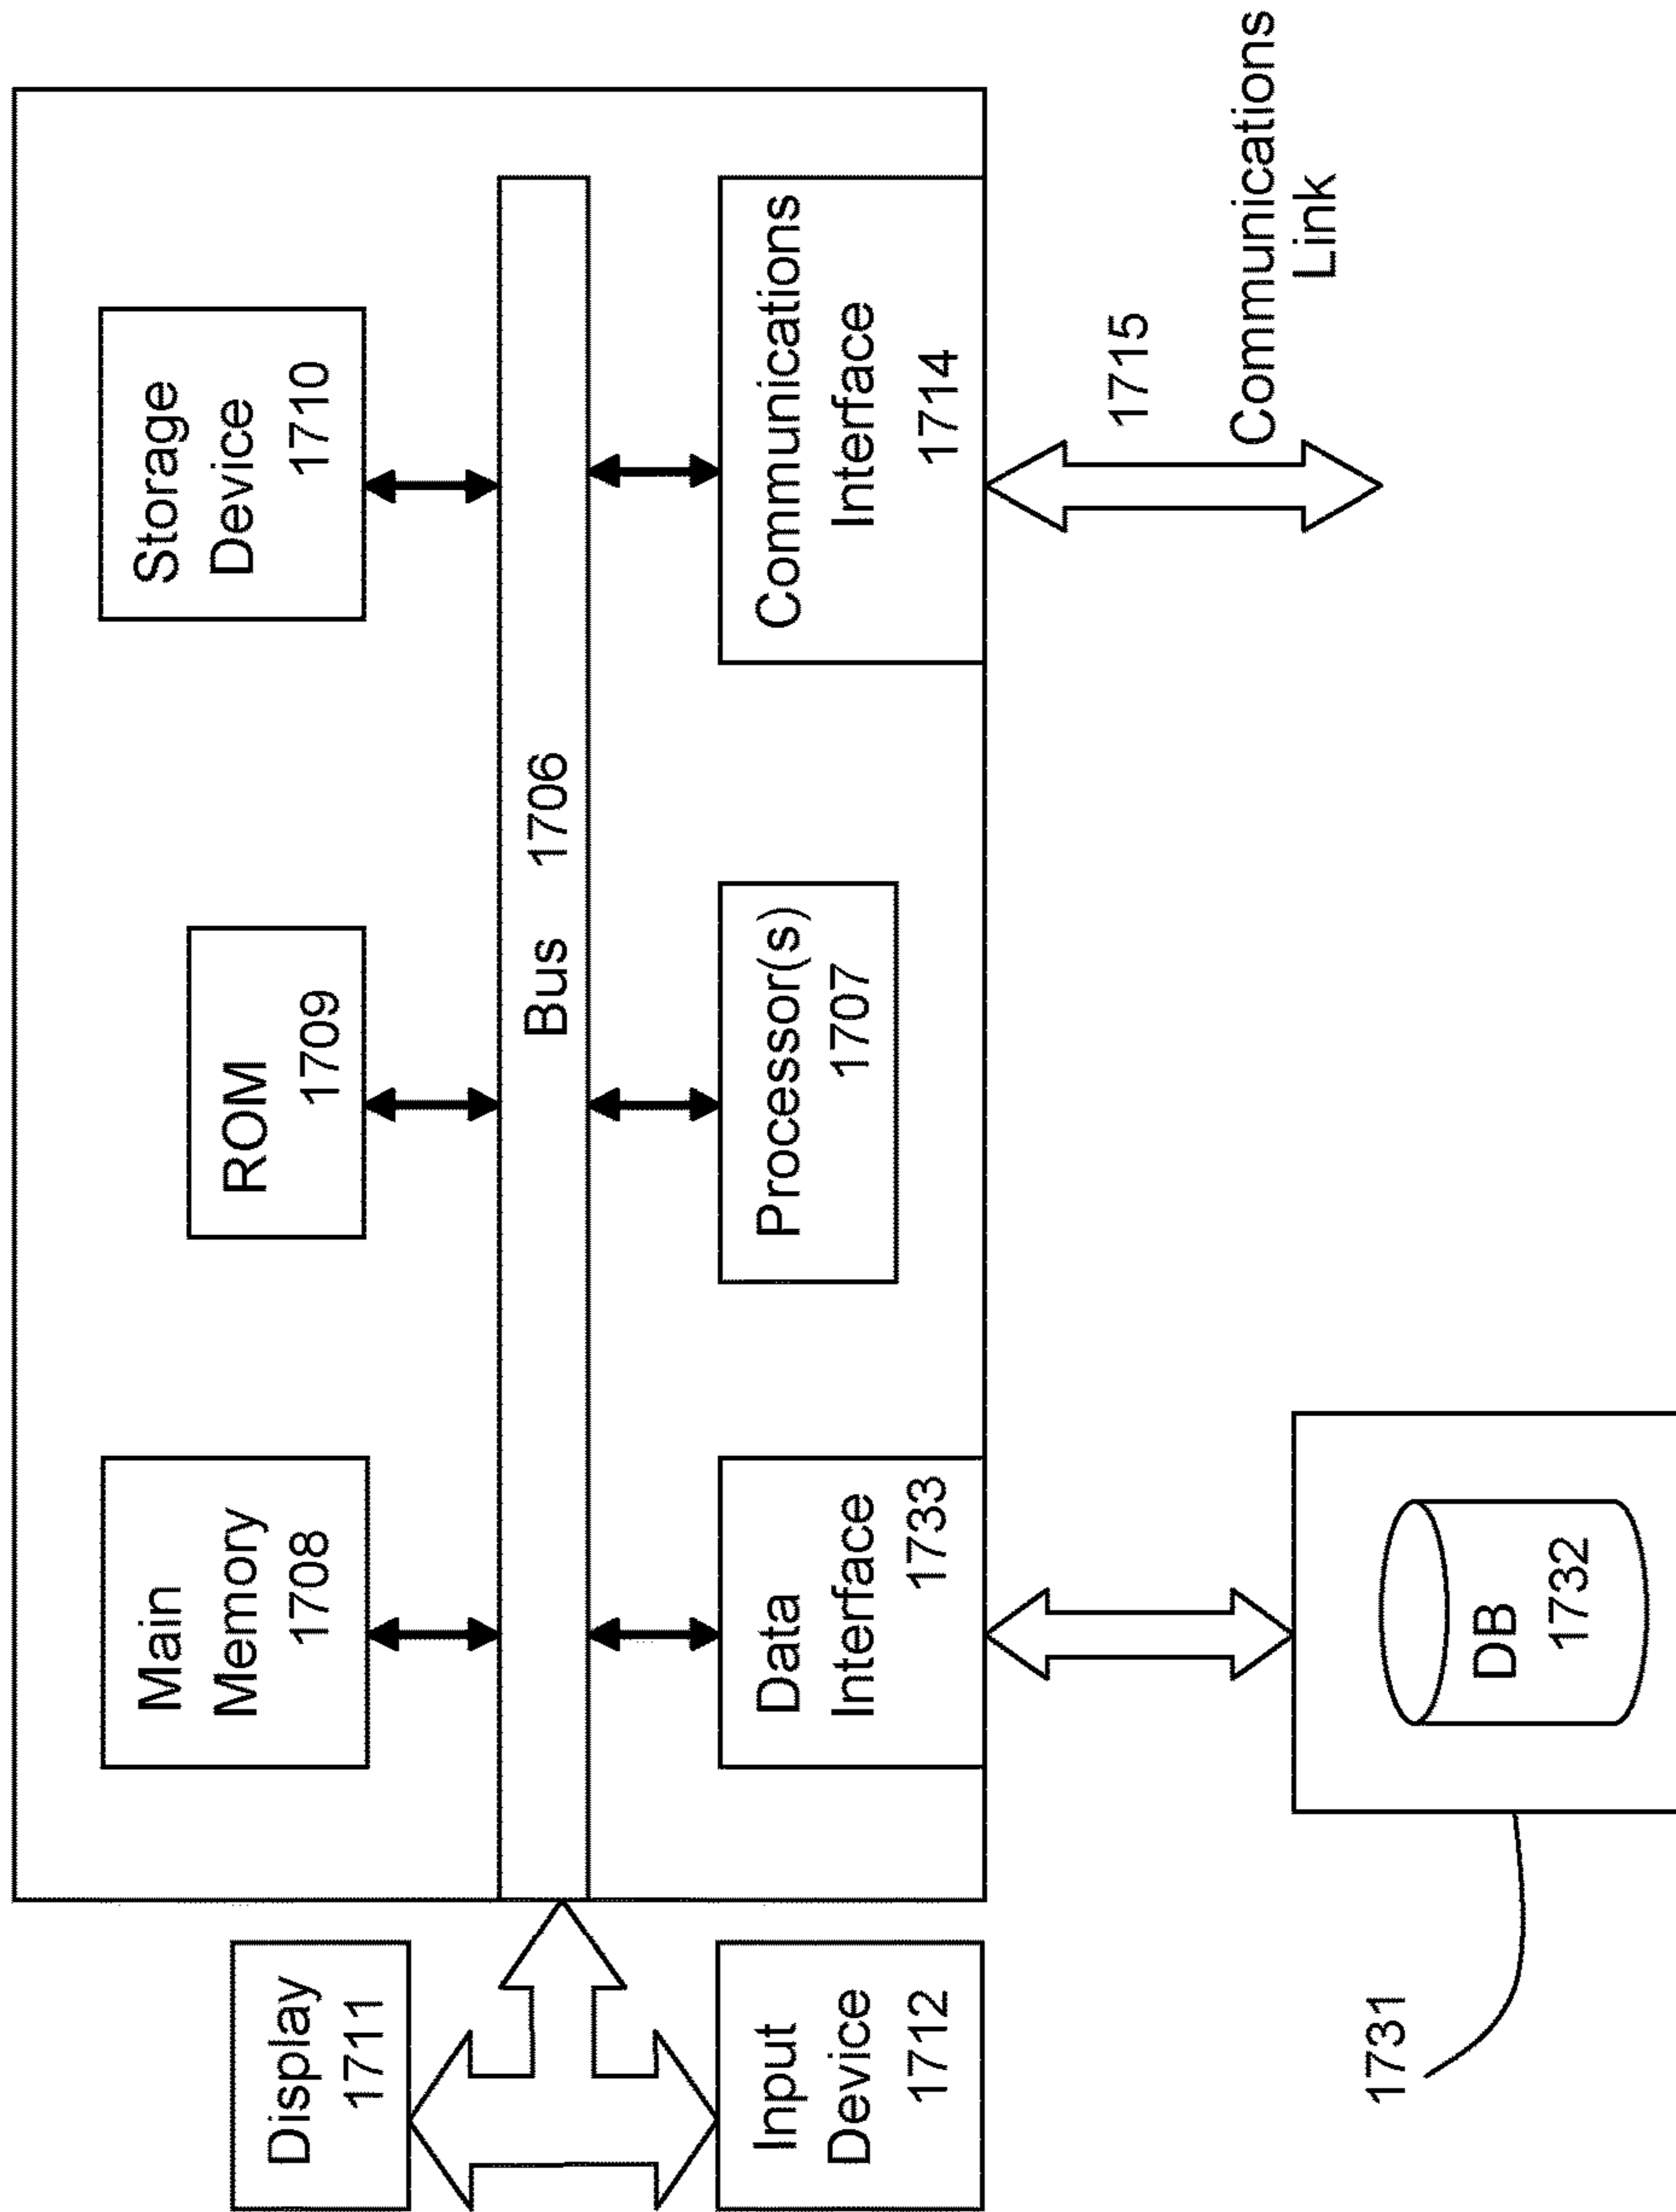 Main
Memory
1708
ROM
1709
Storage
Device
1710
Display
1711
Bus 1706
Input
Device
1712
Data
Interface
1733
Processor(s)
1707
Communications
Interface
1714
1715
Communications
Link
1731
DB
1732